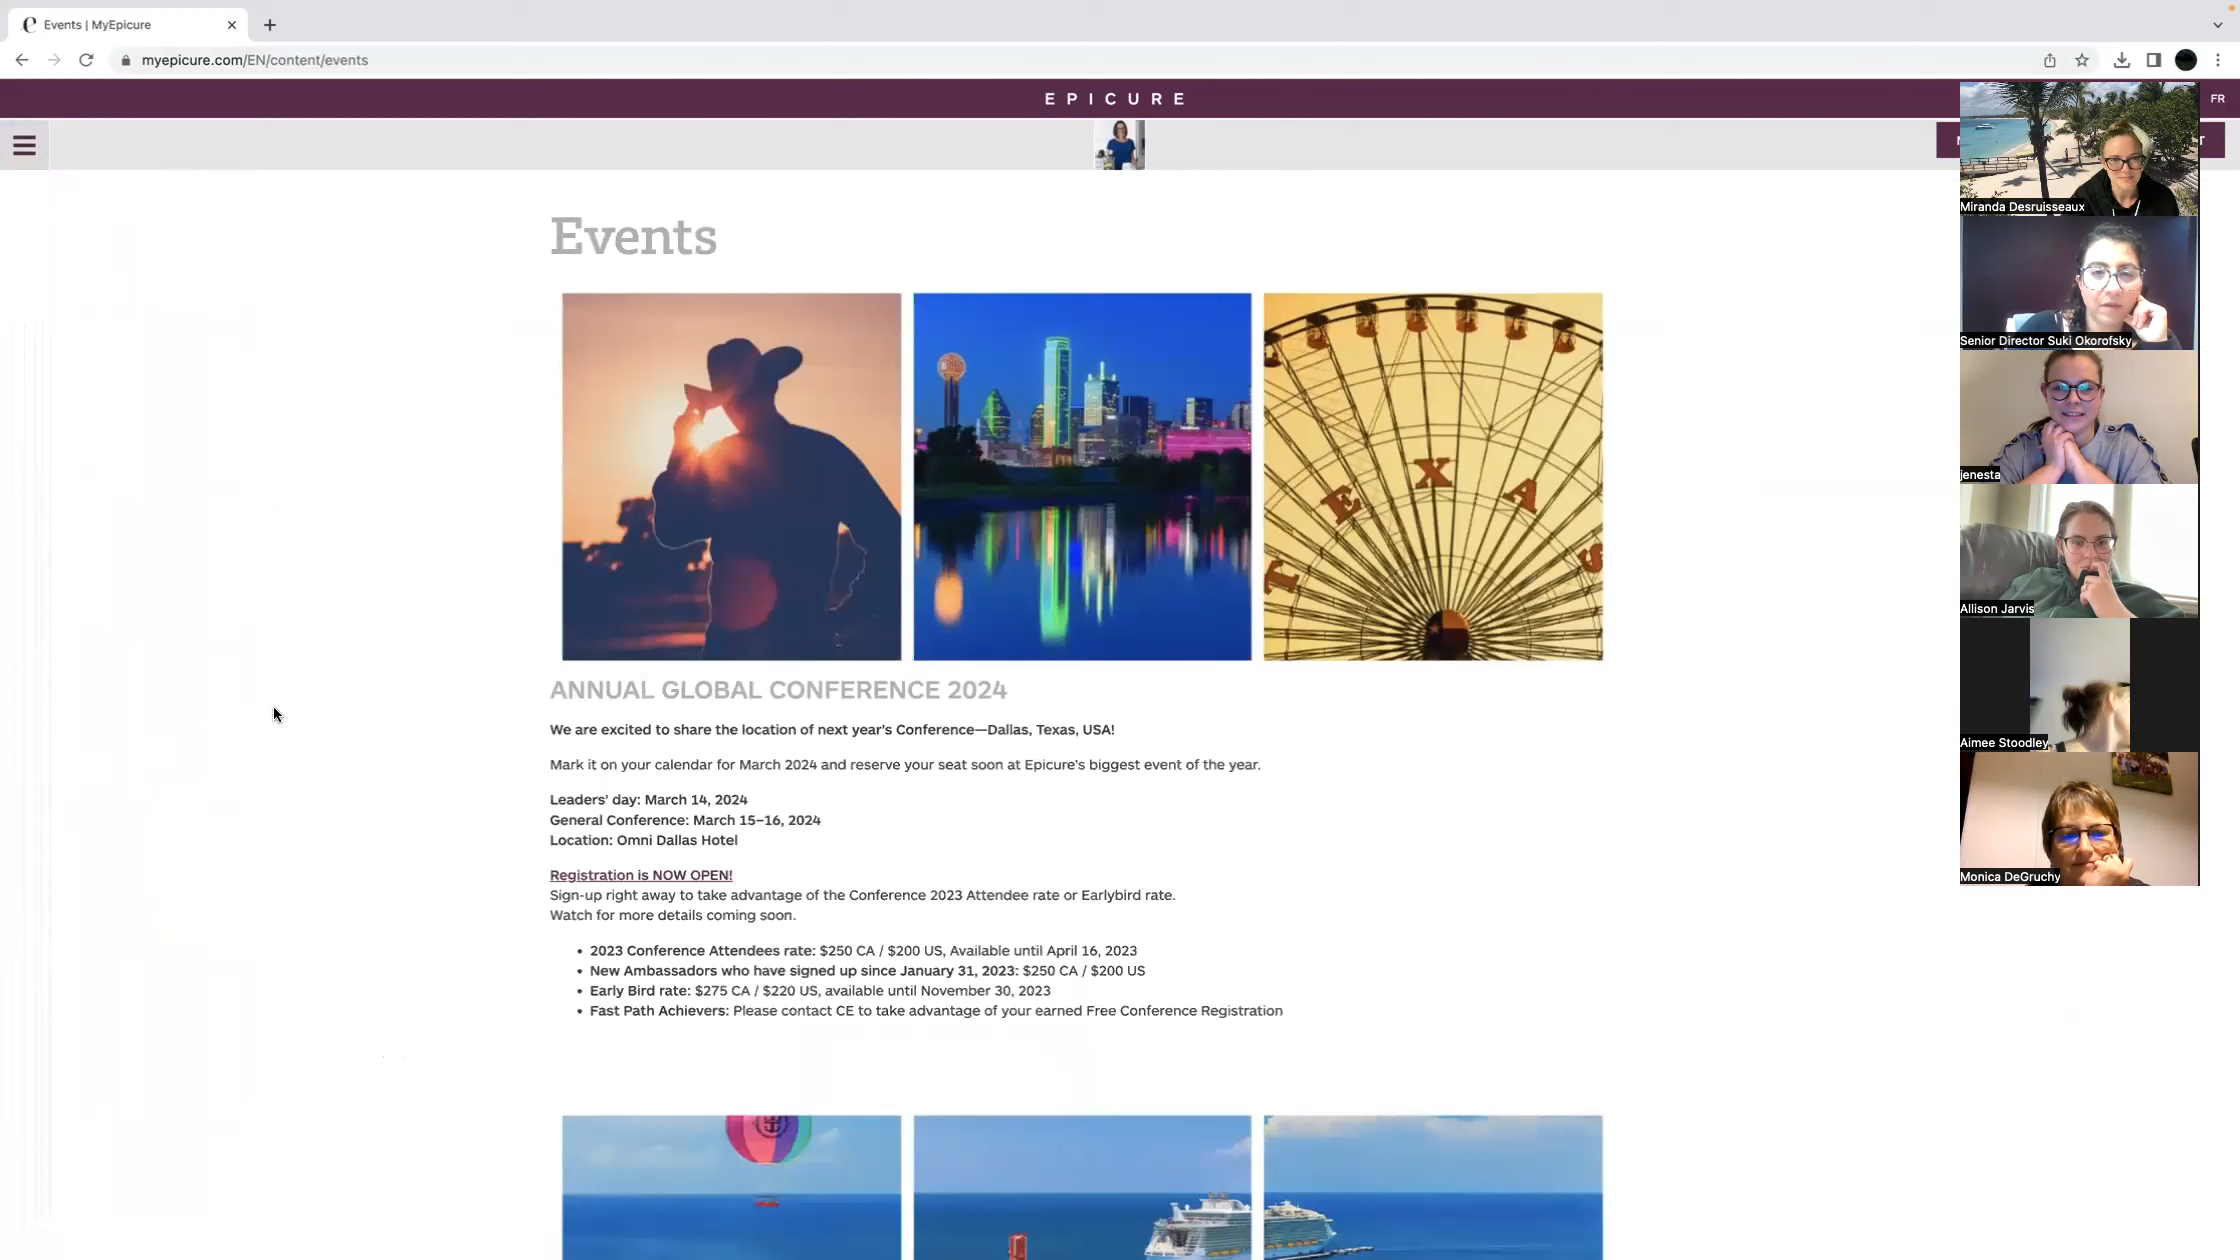 Events | MyEpicure
myepicure.com/EN/content/events
EPICURE
FR
Events
T E X A S
ANNUAL GLOBAL CONFERENCE 2024
We are excited to share the location of next year's Conference—Dallas, Texas, USA!
Mark it on your calendar for March 2024 and reserve your seat soon at Epicure's biggest event of the year.
Leaders' day: March 14, 2024
General Conference: March 15–16, 2024
Location: Omni Dallas Hotel
Registration is NOW OPEN!
Sign-up right away to take advantage of the Conference 2023 Attendee rate or Earlybird rate.
Watch for more details coming soon.
• 2023 Conference Attendees rate: $250 CA / $200 US, Available until April 16, 2023
• New Ambassadors who have signed up since January 31, 2023: $250 CA / $200 US
• Early Bird rate: $275 CA / $220 US, available until November 30, 2023
• Fast Path Achievers: Please contact CE to take advantage of your earned Free Conference Registration
Miranda Desruisseaux
Senior Director Suki Okorofsky
jenesta
Allison Jarvis
Aimee Stoodley
Monica DeGruchy